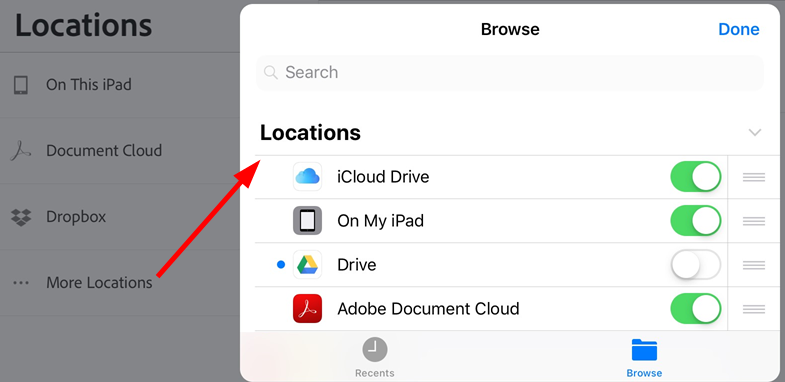 Locations
On This iPad
Document Cloud
Dropbox
More Locations
Browse
Done
Search
Locations
iCloud Drive
On My iPad
Drive
Adobe Document Cloud
Recents
Browse